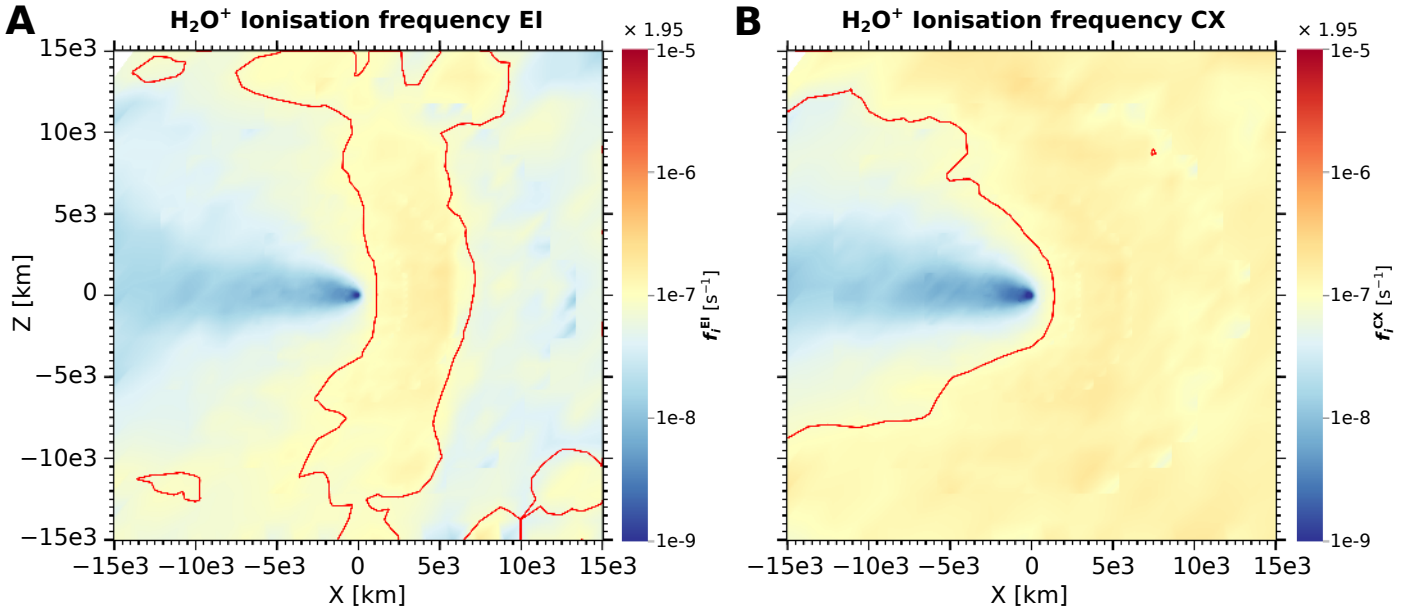 A
H₂O⁺ Ionisation frequency EI
× 1.95
15e3
10e3
5e3
0
−5e3
−10e3
−15e3
Z [km]
−15e3 −10e3 −5e3 0 5e3 10e3 15e3
X [km]
1e-5
1e-6
1e-7
1e-8
1e-9
fᵢᴱᴵ [s⁻¹]
B
H₂O⁺ Ionisation frequency CX
× 1.95
−15e3 −10e3 −5e3 0 5e3 10e3 15e3
X [km]
1e-5
1e-6
1e-7
1e-8
1e-9
fᵢᶜˣ [s⁻¹]